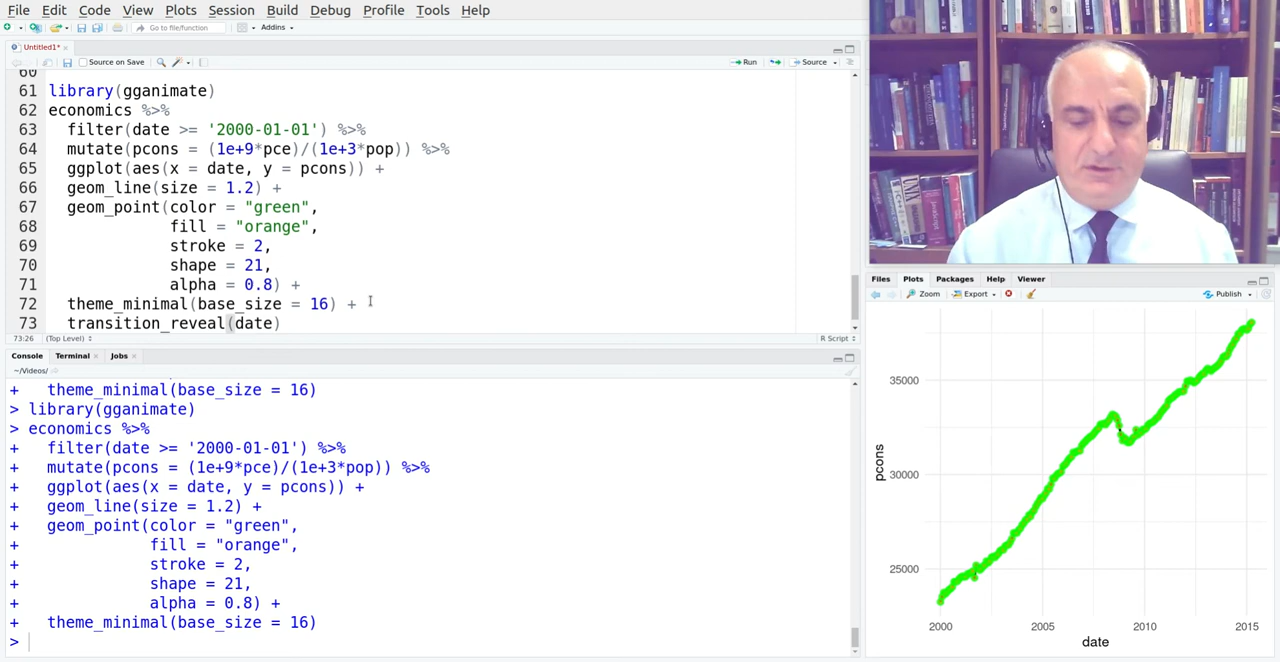 File Edit Code View Plots Session Build Debug Profile Tools Help
Go to file/function Addins
Untitled1*
Source on Save Run Source
60
61 library(gganimate)
62 economics %>%
63 filter(date >= '2000-01-01') %>%
64 mutate(pcons = (1e+9*pce)/(1e+3*pop)) %>%
65 ggplot(aes(x = date, y = pcons)) +
66 geom_line(size = 1.2) +
67 geom_point(color = "green",
68 fill = "orange",
69 stroke = 2,
70 shape = 21,
71 alpha = 0.8) +
72 theme_minimal(base_size = 16) +
73 transition_reveal(date)
73:26 (Top Level) R Script
Console Terminal Jobs
~/Videos/
+ theme_minimal(base_size = 16)
> library(gganimate)
> economics %>%
+ filter(date >= '2000-01-01') %>%
+ mutate(pcons = (1e+9*pce)/(1e+3*pop)) %>%
+ ggplot(aes(x = date, y = pcons)) +
+ geom_line(size = 1.2) +
+ geom_point(color = "green",
+ fill = "orange",
+ stroke = 2,
+ shape = 21,
+ alpha = 0.8) +
+ theme_minimal(base_size = 16)
>
UNIX
JavaScript
Files Plots Packages Help Viewer
Zoom Export Publish
35000
30000
25000
pcons
2000 2005 2010 2015
date